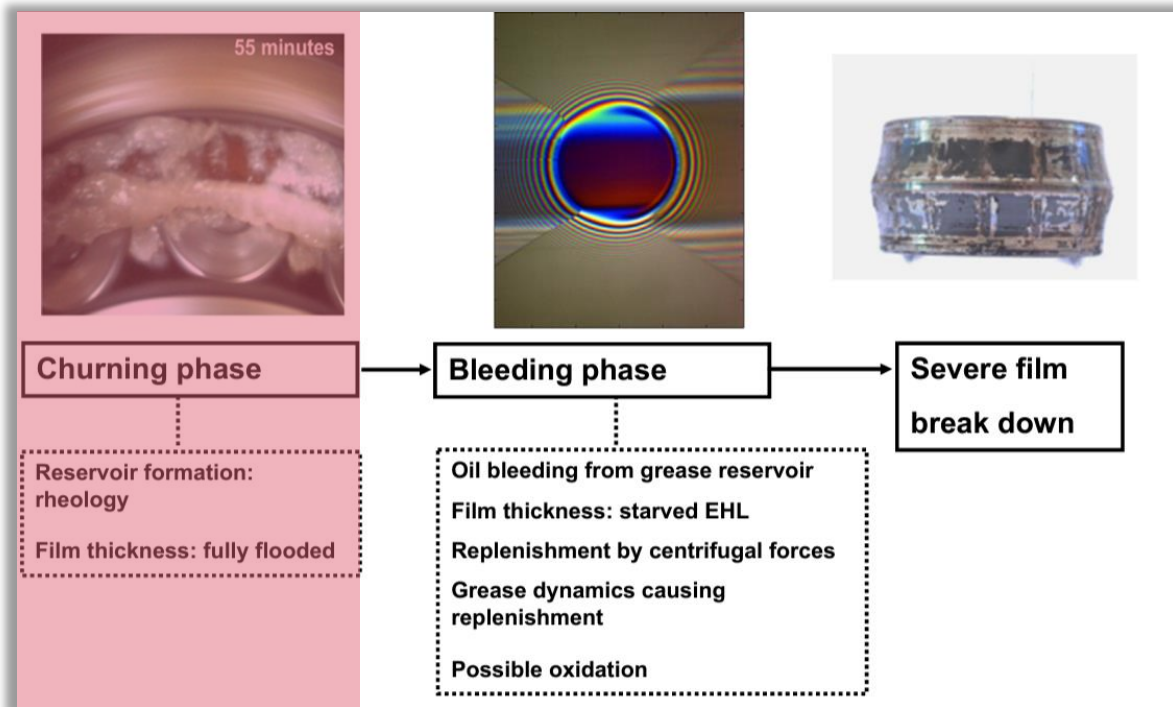 55 minutes
Churning phase
Bleeding phase
Severe film
break down
Reservoir formation:
rheology
Film thickness: fully flooded
Oil bleeding from grease reservoir
Film thickness: starved EHL
Replenishment by centrifugal forces
Grease dynamics causing
replenishment
Possible oxidation